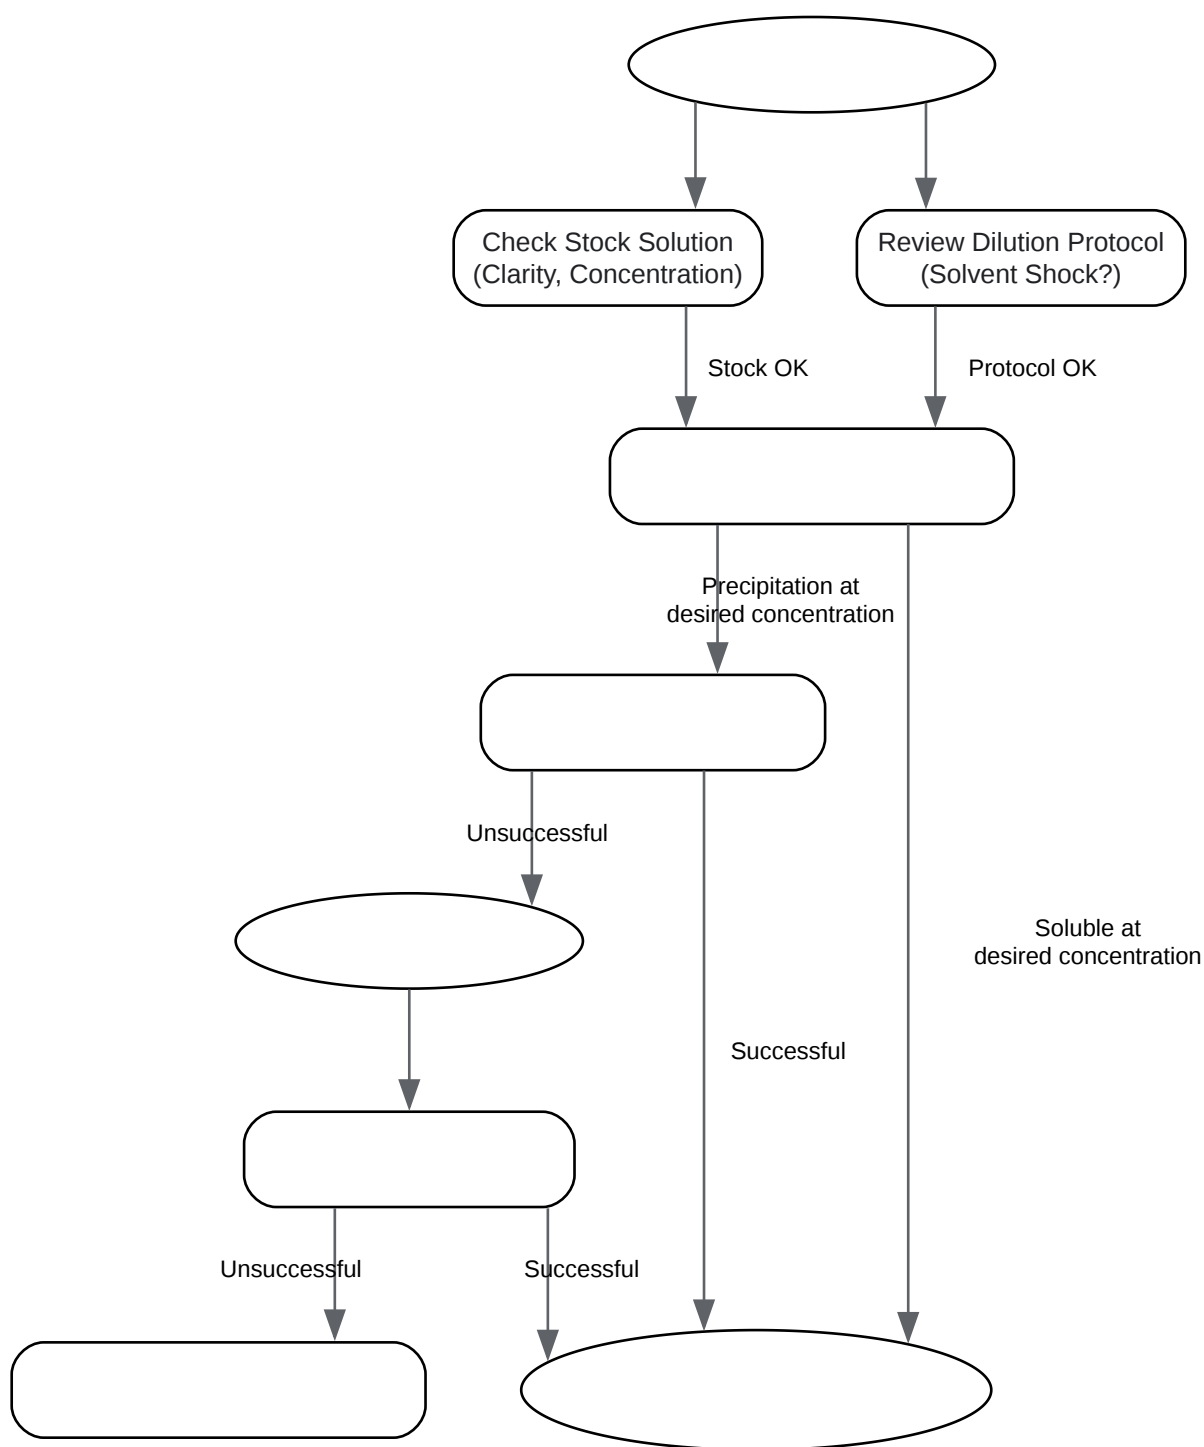 Check Stock Solution
(Clarity, Concentration)
Review Dilution Protocol
(Solvent Shock?)
Stock OK
Protocol OK
Precipitation at
desired concentration
Unsuccessful
Soluble at
desired concentration
Successful
Unsuccessful
Successful